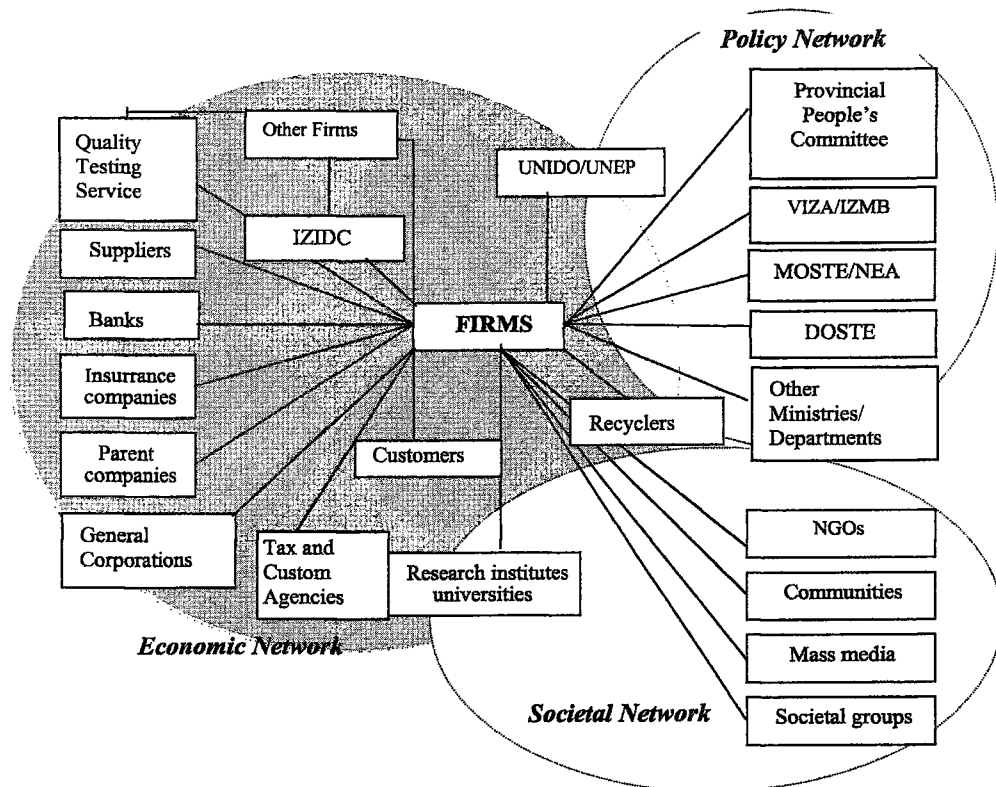 Policy Network
Provincial
People's
Committee
Other Firms
Quality
Testing
Service
UNIDO/UNEP
VIZA/IZMB
IZIDC
Suppliers
MOSTE/NEA
FIRMS
Banks
DOSTE
Insurrance
companies
Other
Ministries/
Departments
Recyclers
Parent
companies
Customers
General
Corporations
NGOs
Tax and
Custom
Agencies
Research institutes
universities
Communities
Economic Network
Mass media
Societal Network
Societal groups